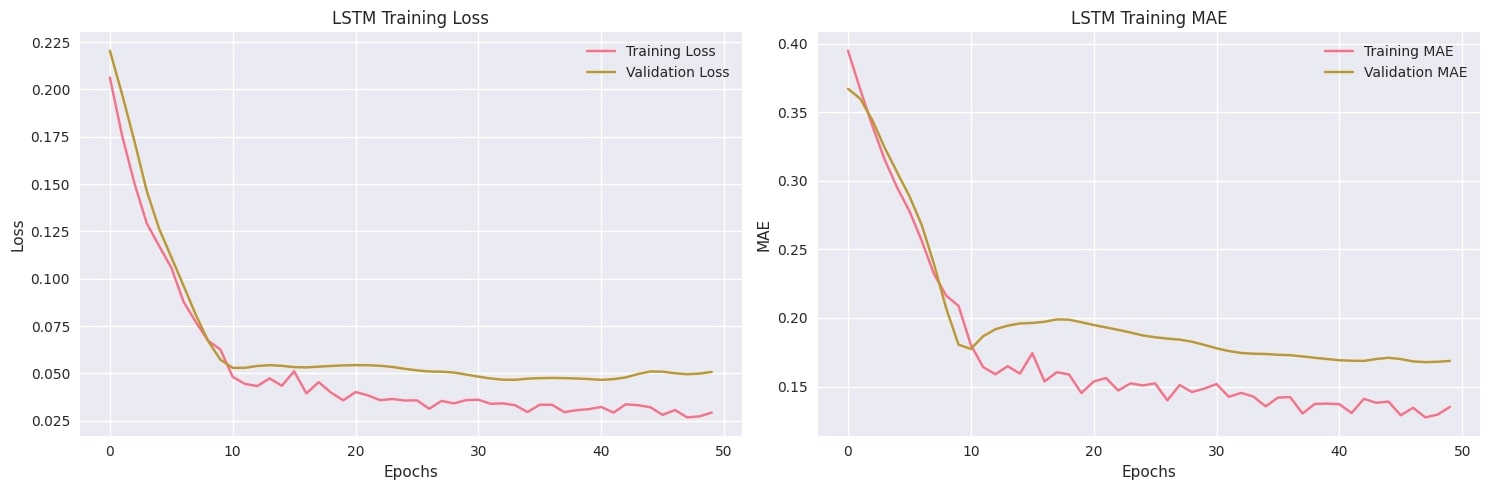 LSTM Training Loss
Training Loss
Validation Loss
0.225
0.200
0.175
0.150
0.125
0.100
0.075
0.050
0.025
Loss
0
10
20
30
40
50
Epochs
LSTM Training MAE
Training MAE
Validation MAE
0.40
0.35
0.30
0.25
0.20
0.15
MAE
0
10
20
30
40
50
Epochs